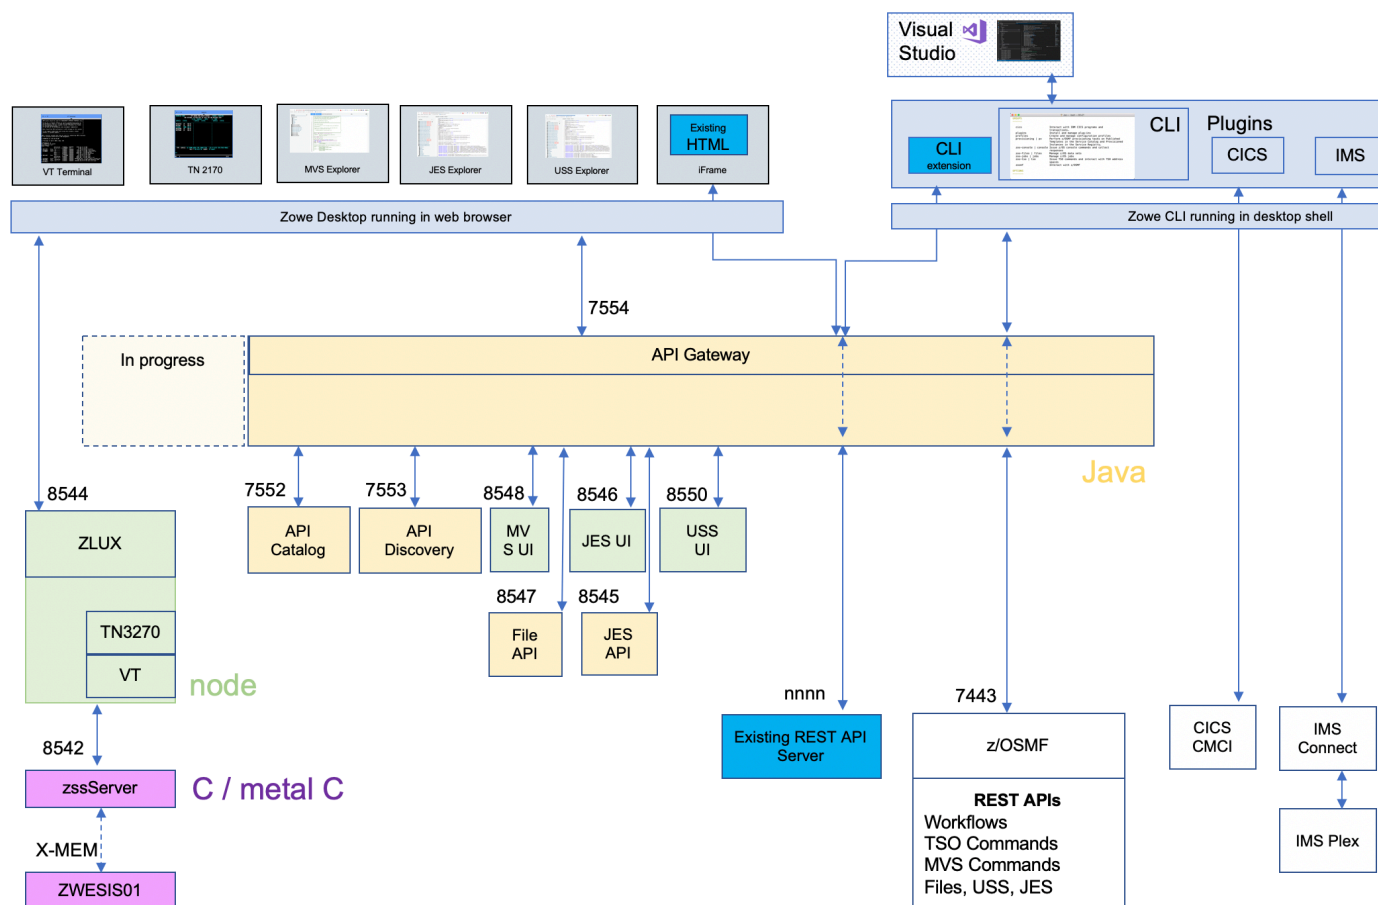 Visual
Studio
VT Terminal
TN 2170
MVS Explorer
JES Explorer
USS Explorer
Existing
HTML
iFrame
CLI
extension
CLI
Plugins
CICS
IMS
Zowe Desktop running in web browser
Zowe CLI running in desktop shell
7554
In progress
API Gateway
Java
8544
7552
7553
8548
8546
8550
ZLUX
API
Catalog
API
Discovery
MV
S UI
JES UI
USS
UI
8547
8545
TN3270
File
API
JES
API
VT
node
nnnn
7443
8542
Existing REST API
Server
z/OSMF
CICS
CMCI
IMS
Connect
zssServer
C / metal C
REST APIs
Workflows
TSO Commands
MVS Commands
Files, USS, JES
X-MEM
IMS Plex
ZWESIS01